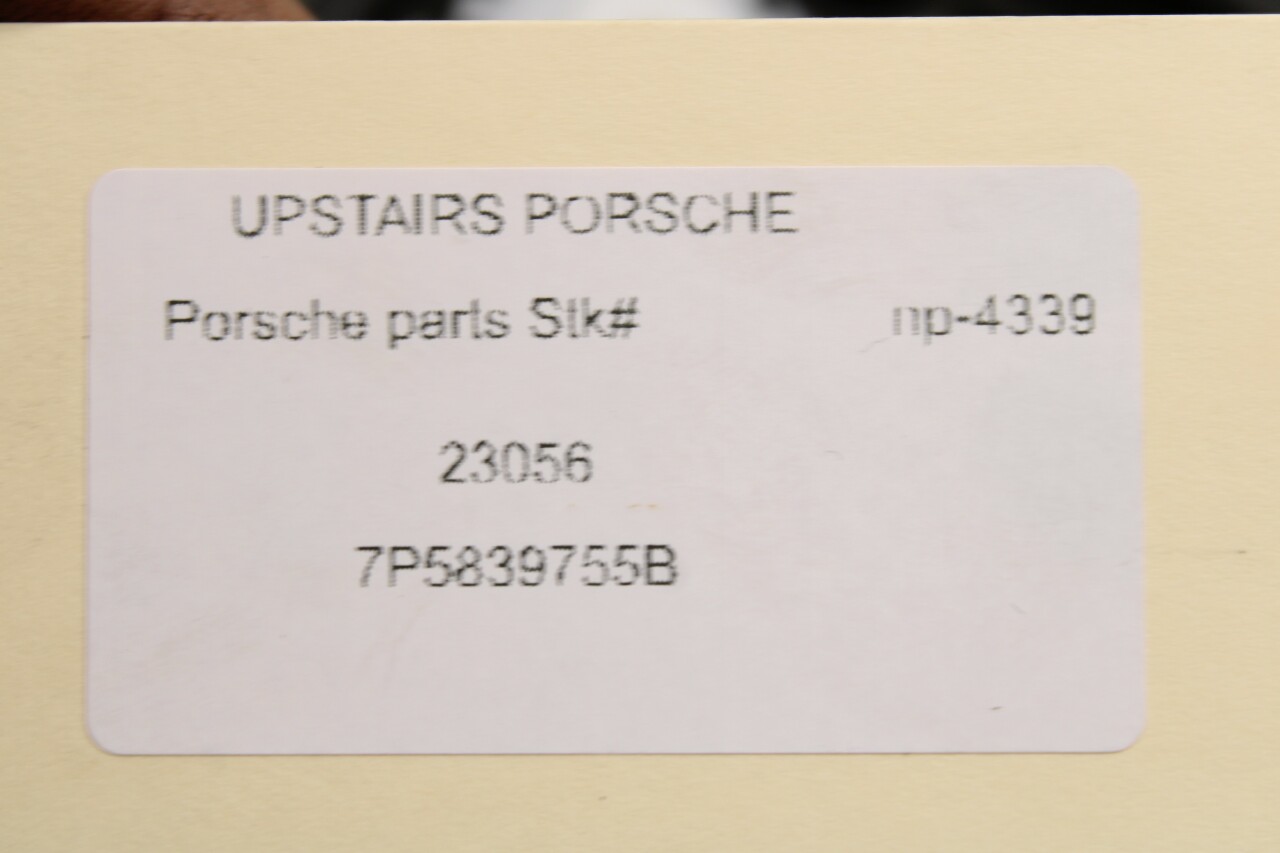 UPSTAIRS PORSCHE
Porsche parts Stk# np-4339
23056
7P5839755B